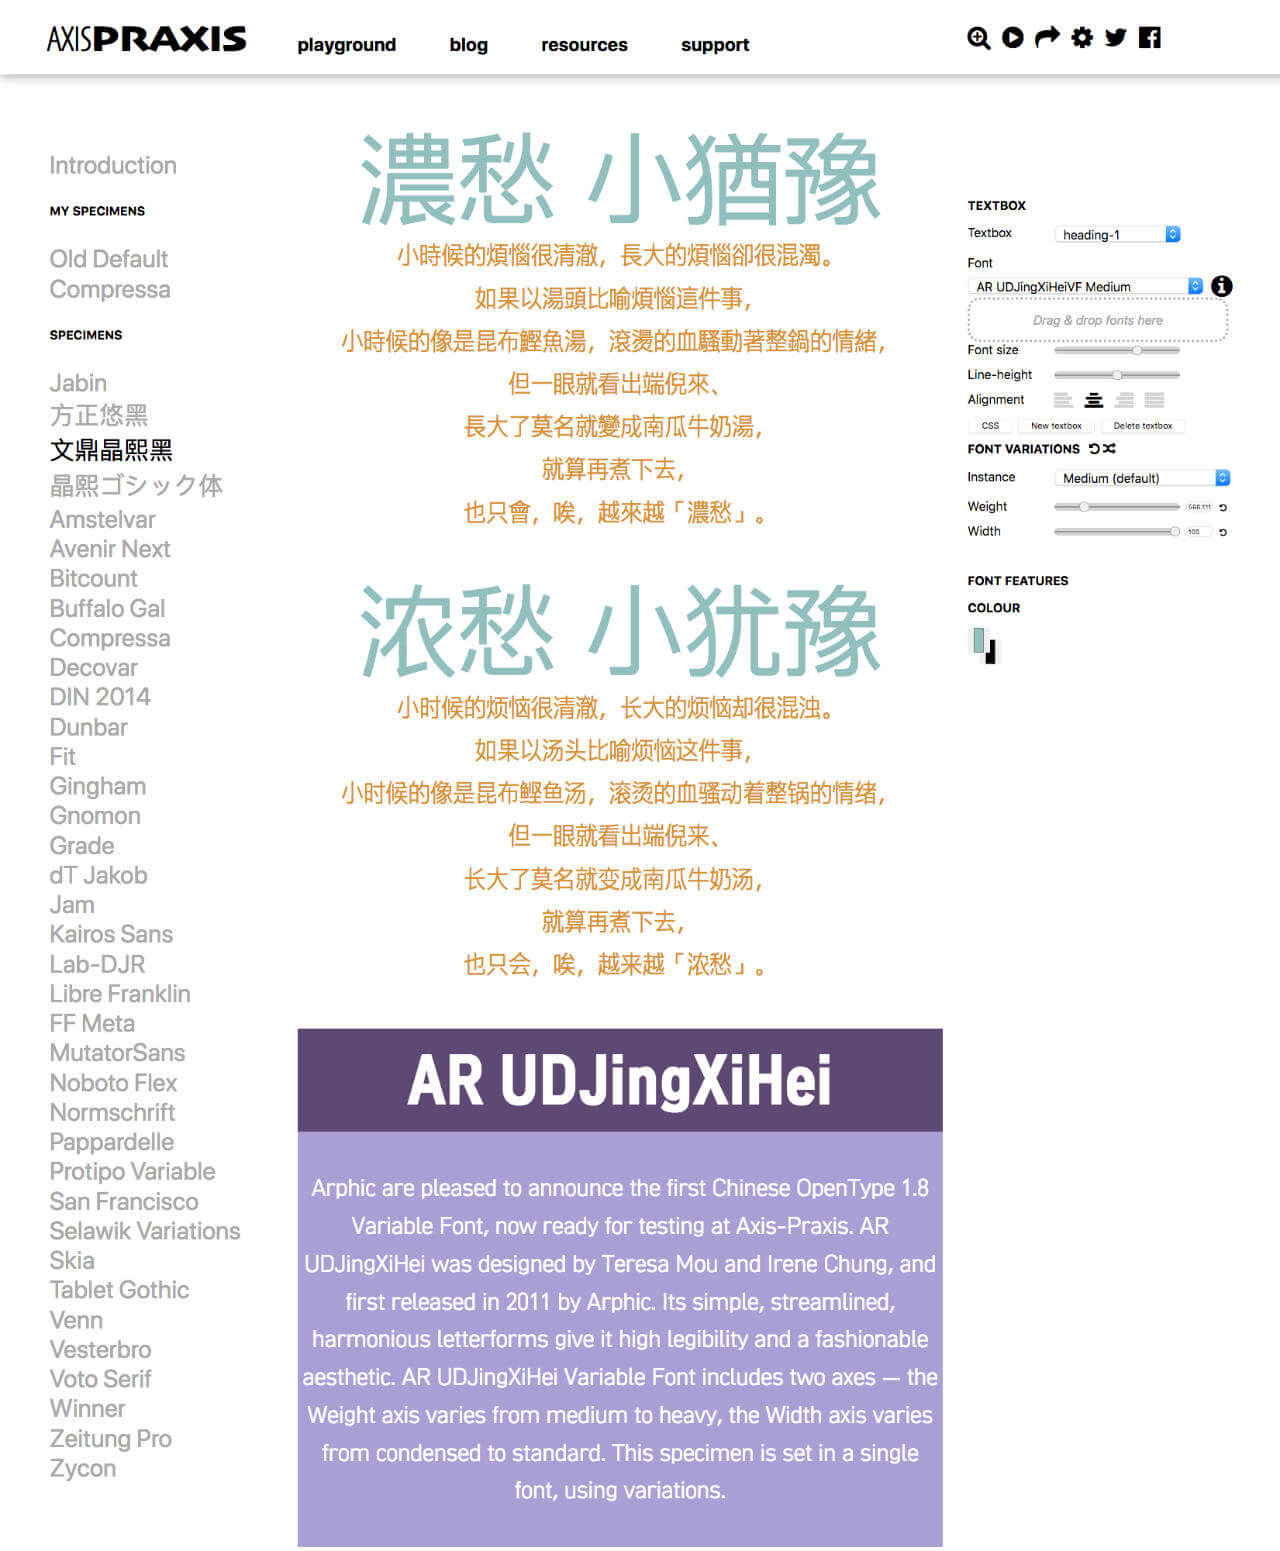 AXISPRAXIS
playground blog resources support
Introduction
MY SPECIMENS
Old Default
Compressa
SPECIMENS
Jabin
方正悠黑
文鼎晶熙黑
晶熙ゴシック体
Amstelvar
Avenir Next
Bitcount
Buffalo Gal
Compressa
Decovar
DIN 2014
Dunbar
Fit
Gingham
Gnomon
Grade
dT Jakob
Jam
Kairos Sans
Lab-DJR
Libre Franklin
FF Meta
MutatorSans
Noboto Flex
Normschrift
Pappardelle
Protipo Variable
San Francisco
Selawik Variations
Skia
Tablet Gothic
Venn
Vesterbro
Voto Serif
Winner
Zeitung Pro
Zycon
濃愁 小猶豫
小時候的煩惱很清澈，長大的煩惱卻很混濁。
如果以湯頭比喻煩惱這件事，
小時候的像是昆布鰹魚湯，滾燙的血騷動著整鍋的情緒，
但一眼就看出端倪來、
長大了莫名就變成南瓜牛奶湯，
就算再煮下去，
也只會，唉，越來越「濃愁」。
浓愁 小犹豫
小时候的烦恼很清澈，长大的烦恼却很混浊。
如果以汤头比喻烦恼这件事，
小时候的像是昆布鲣鱼汤，滚烫的血骚动着整锅的情绪，
但一眼就看出端倪来、
长大了莫名就变成南瓜牛奶汤，
就算再煮下去，
也只会，唉，越来越「浓愁」。
AR UDJingXiHei
Arphic are pleased to announce the first Chinese OpenType 1.8
Variable Font, now ready for testing at Axis-Praxis. AR
UDJingXiHei was designed by Teresa Mou and Irene Chung, and
first released in 2011 by Arphic. Its simple, streamlined,
harmonious letterforms give it high legibility and a fashionable
aesthetic. AR UDJingXiHei Variable Font includes two axes — the
Weight axis varies from medium to heavy, the Width axis varies
from condensed to standard. This specimen is set in a single
font, using variations.
TEXTBOX
Textbox heading-1
Font
AR UDJingXiHeiVF Medium
Drag & drop fonts here
Font size
Line-height
Alignment
CSS New textbox Delete textbox
FONT VARIATIONS
Instance Medium (default)
Weight 566.111
Width 100
FONT FEATURES
COLOUR